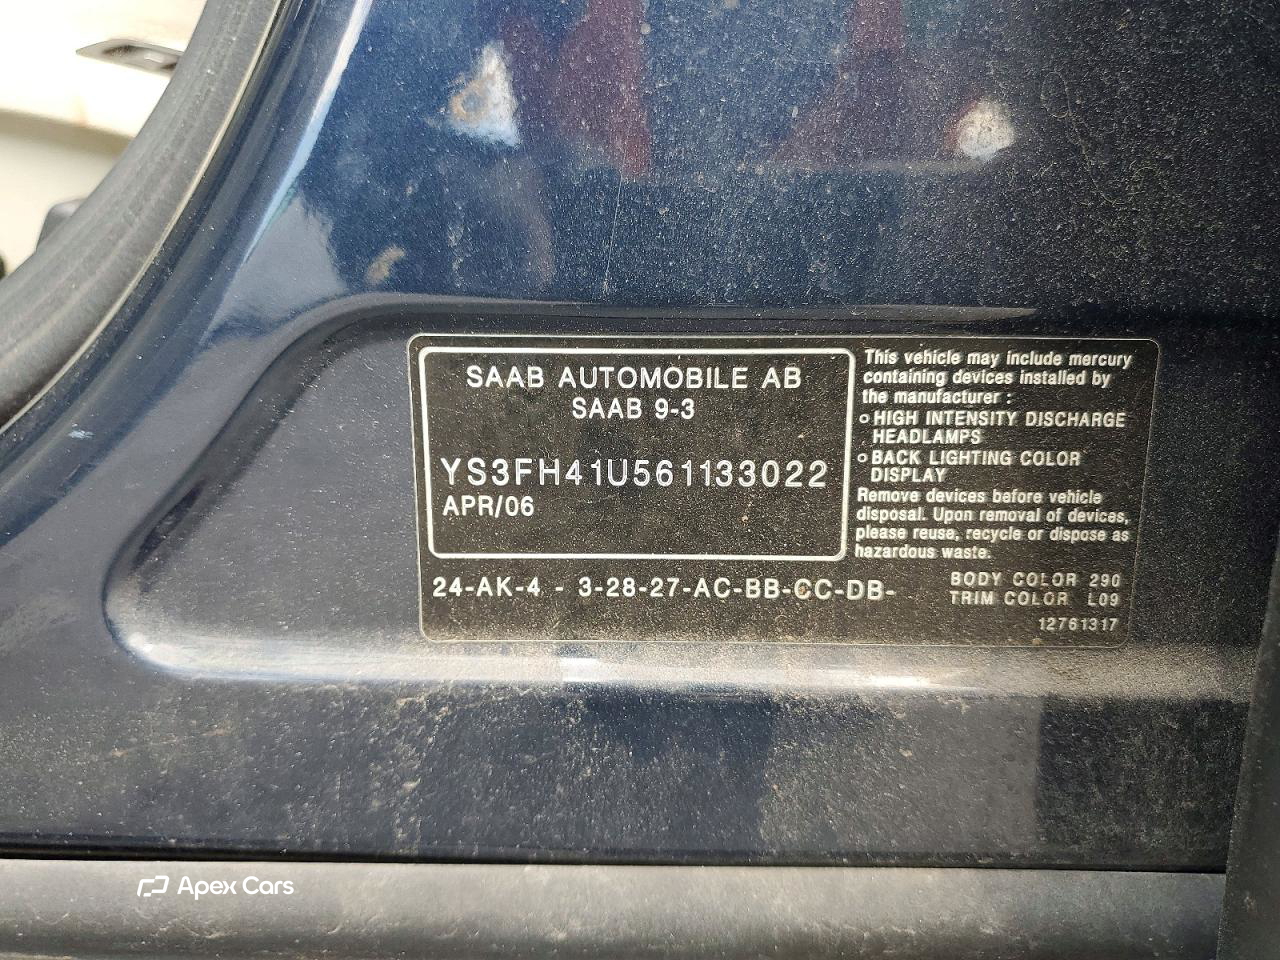 SAAB AUTOMOBILE AB
SAAB 9-3
YS3FH41U561133022
APR/06
This vehicle may include mercury
containing devices installed by
the manufacturer :
o HIGH INTENSITY DISCHARGE
HEADLAMPS
o BACK LIGHTING COLOR
DISPLAY
Remove devices before vehicle
disposal. Upon removal of devices,
please reuse, recycle or dispose as
hazardous waste.
24-AK-4 - 3-28-27-AC-BB-CC-DB-
BODY COLOR 290
TRIM COLOR L09
12761317
Apex Cars